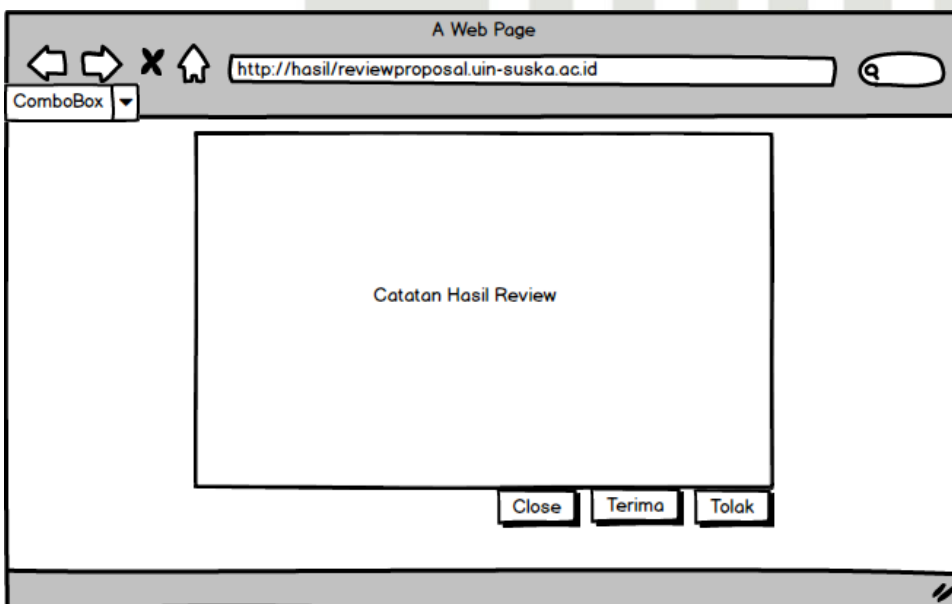 A Web Page
http://hasil/reviewproposal.uin-suska.ac.id
ComboBox
Catatan Hasil Review
Close Terima Tolak